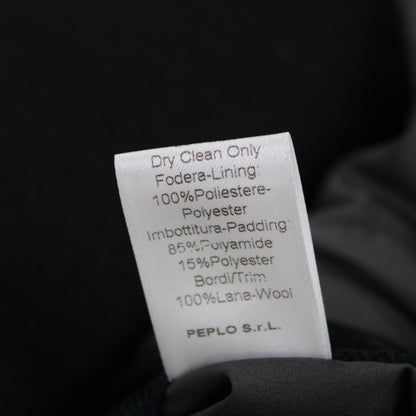 Dry Clean Only
Fodera-Lining:
100%Poliestere-
Polyester
Imbottitura-Padding:
85%Polyamide
15%Polyester
Bordi/Trim
100%Lana-Wool
PEPLO S.r.L.